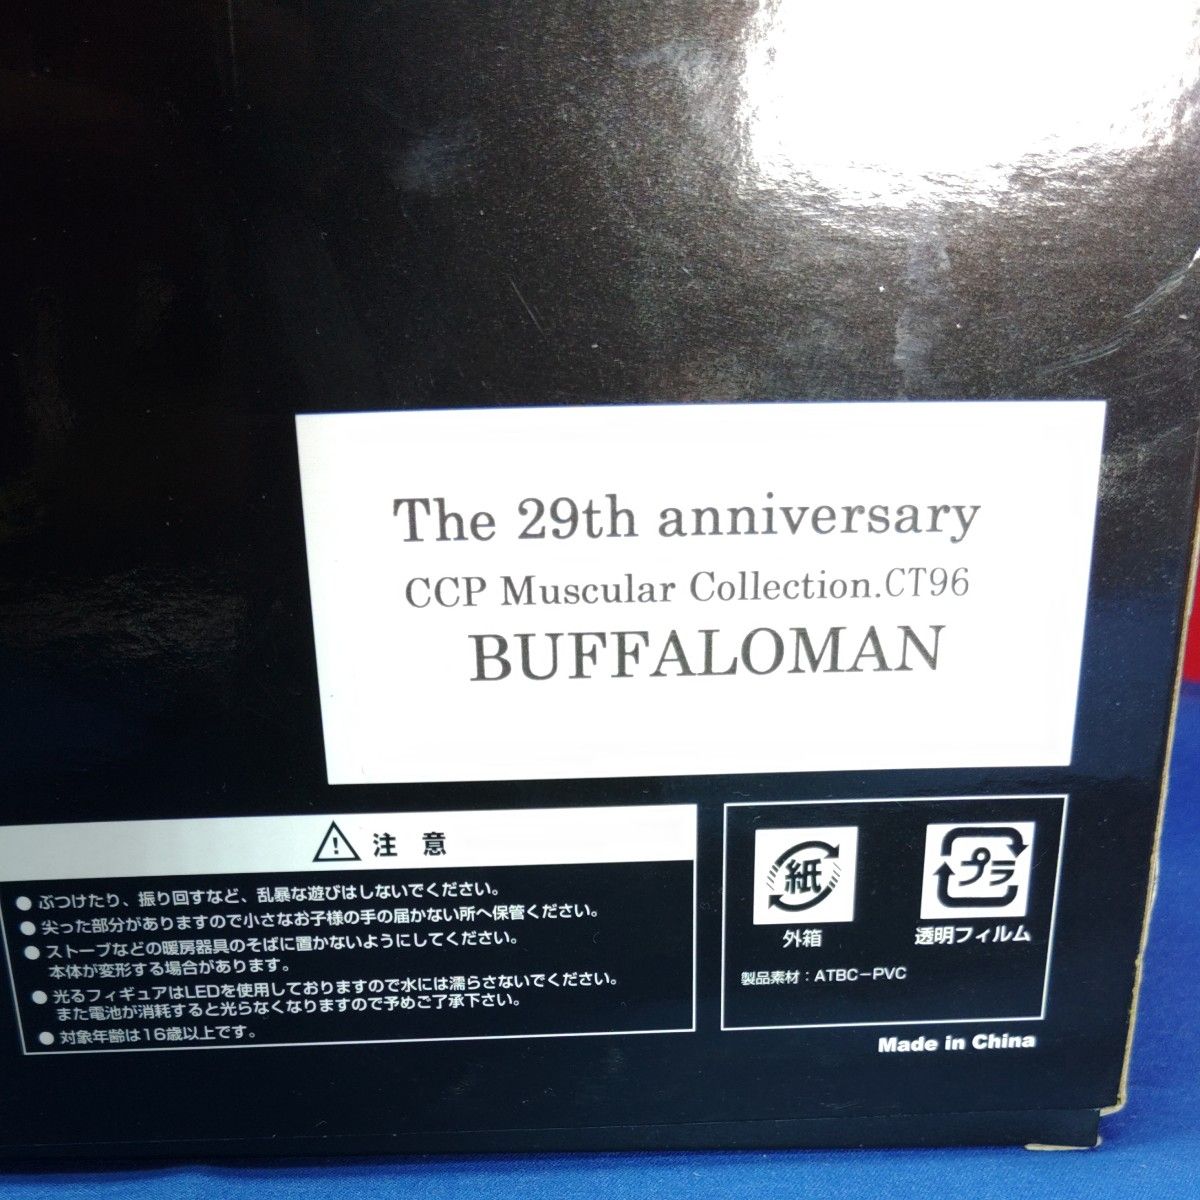 The 29th anniversary
CCP Muscular Collection.CT96
BUFFALOMAN
注 意
●ぶつけたり、振り回すなど、乱暴な遊びはしないでください。
●尖った部分がありますので小さなお子様の手の届かない所へ保管ください。
●ストーブなどの暖房器具のそばに置かないようにしてください。
本体が変形する場合があります。
●光るフィギュアはLEDを使用しておりますので水には濡らさないでください。
また電池が消耗すると光らなくなりますので予めご了承下さい。
●対象年齢は16歳以上です。
紙
外箱
プラ
透明フィルム
製品素材：ATBC−PVC
Made in China